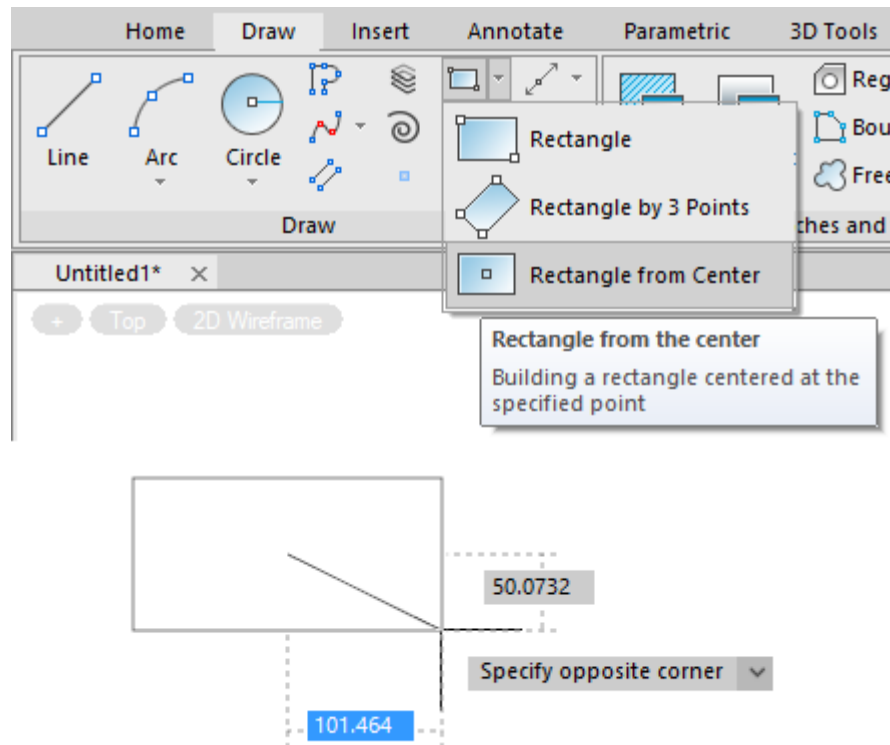 Home Draw Insert Annotate Parametric 3D Tools
Line Arc Circle
Rectangle
Rectangle by 3 Points
Rectangle from Center
Reg
Bou
Free
Draw
ches and
Untitled1*
+ Top 2D Wireframe
Rectangle from the center
Building a rectangle centered at the
specified point
50.0732
Specify opposite corner
101.464